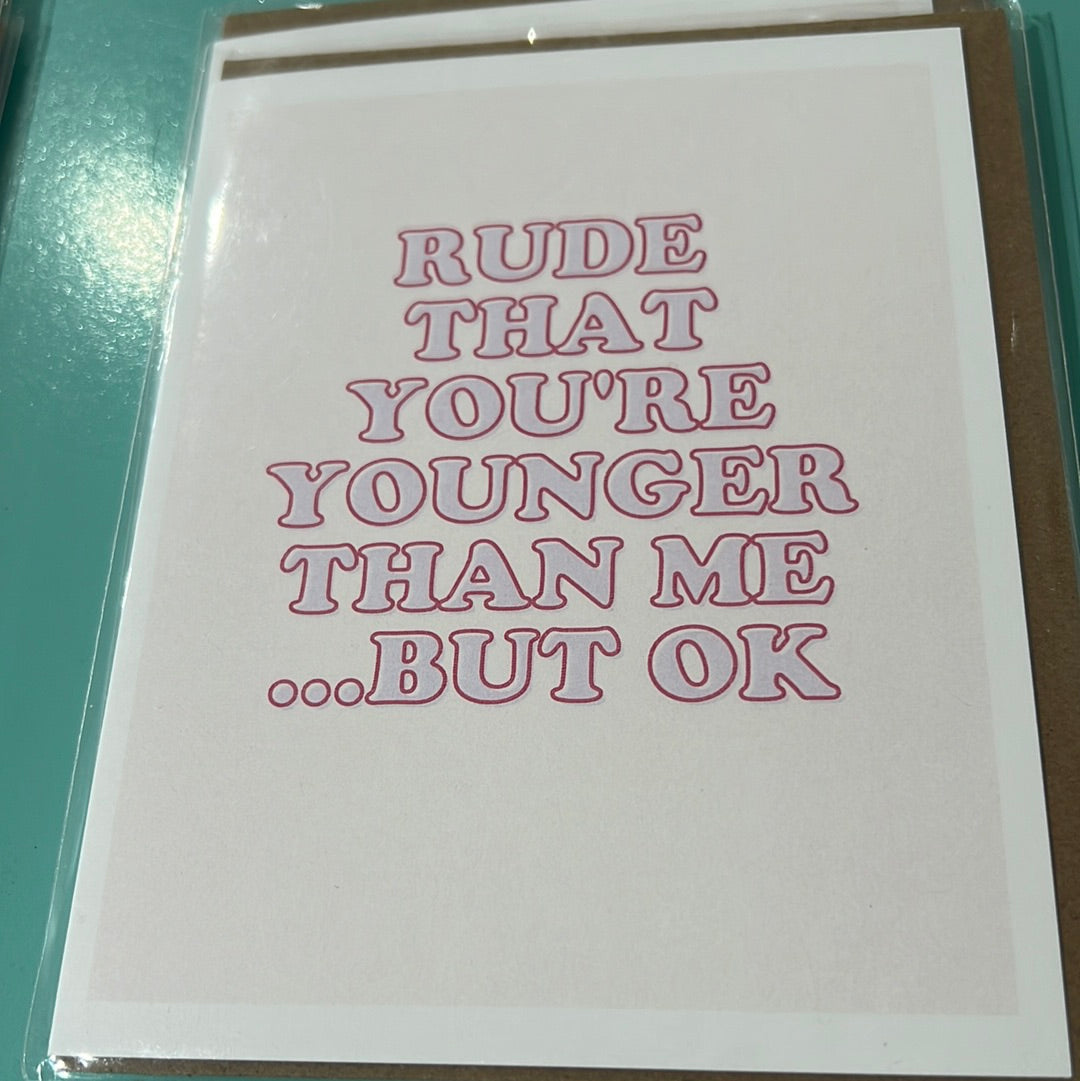 RUDE
THAT
YOU'RE
YOUNGER
THAN ME
...BUT OK